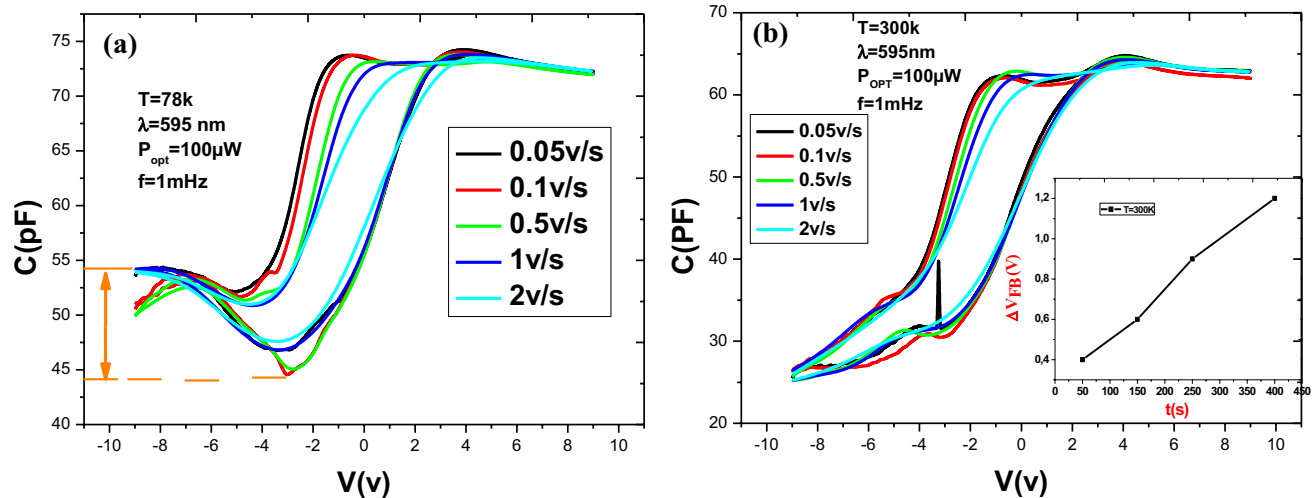 (a)
T=78k
λ=595 nm
Popt=100µW
f=1mHz
0.05v/s
0.1v/s
0.5v/s
1v/s
2v/s
C(pF)
75
70
65
60
55
50
45
40
-10 -8 -6 -4 -2 0 2 4 6 8 10
V(v)
(b)
T=300k
λ=595nm
POPT=100µW
f=1mHz
0.05v/s
0.1v/s
0.5v/s
1v/s
2v/s
C(PF)
70
60
50
40
30
20
-10 -8 -6 -4 -2 0 2 4 6 8 10
V(v)
T=300K
ΔVFB(V)
1,2
1,0
0,8
0,6
0,4
0 50 100 150 200 250 300 350 400 450
t(s)